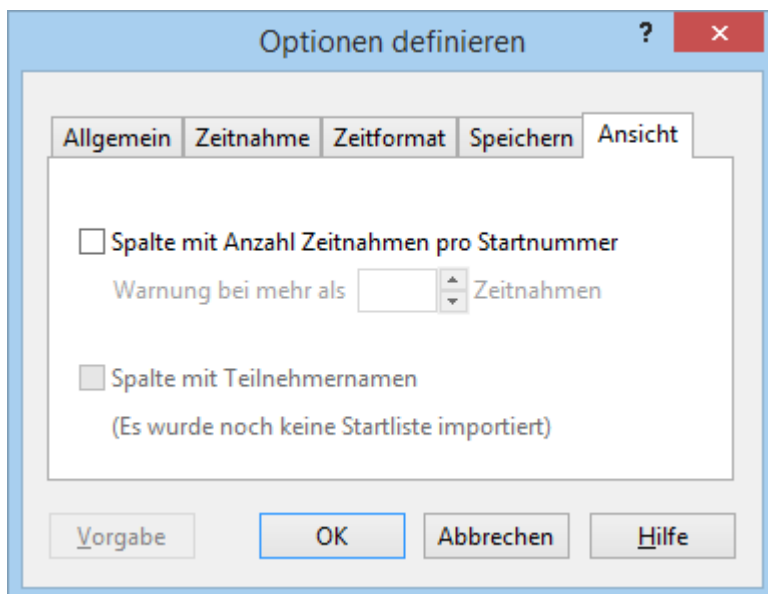 Optionen definieren ?
Allgemein Zeitnahme Zeitformat Speichern Ansicht
Spalte mit Anzahl Zeitnahmen pro Startnummer
Warnung bei mehr als Zeitnahmen
Spalte mit Teilnehmernamen
(Es wurde noch keine Startliste importiert)
Vorgabe OK Abbrechen Hilfe